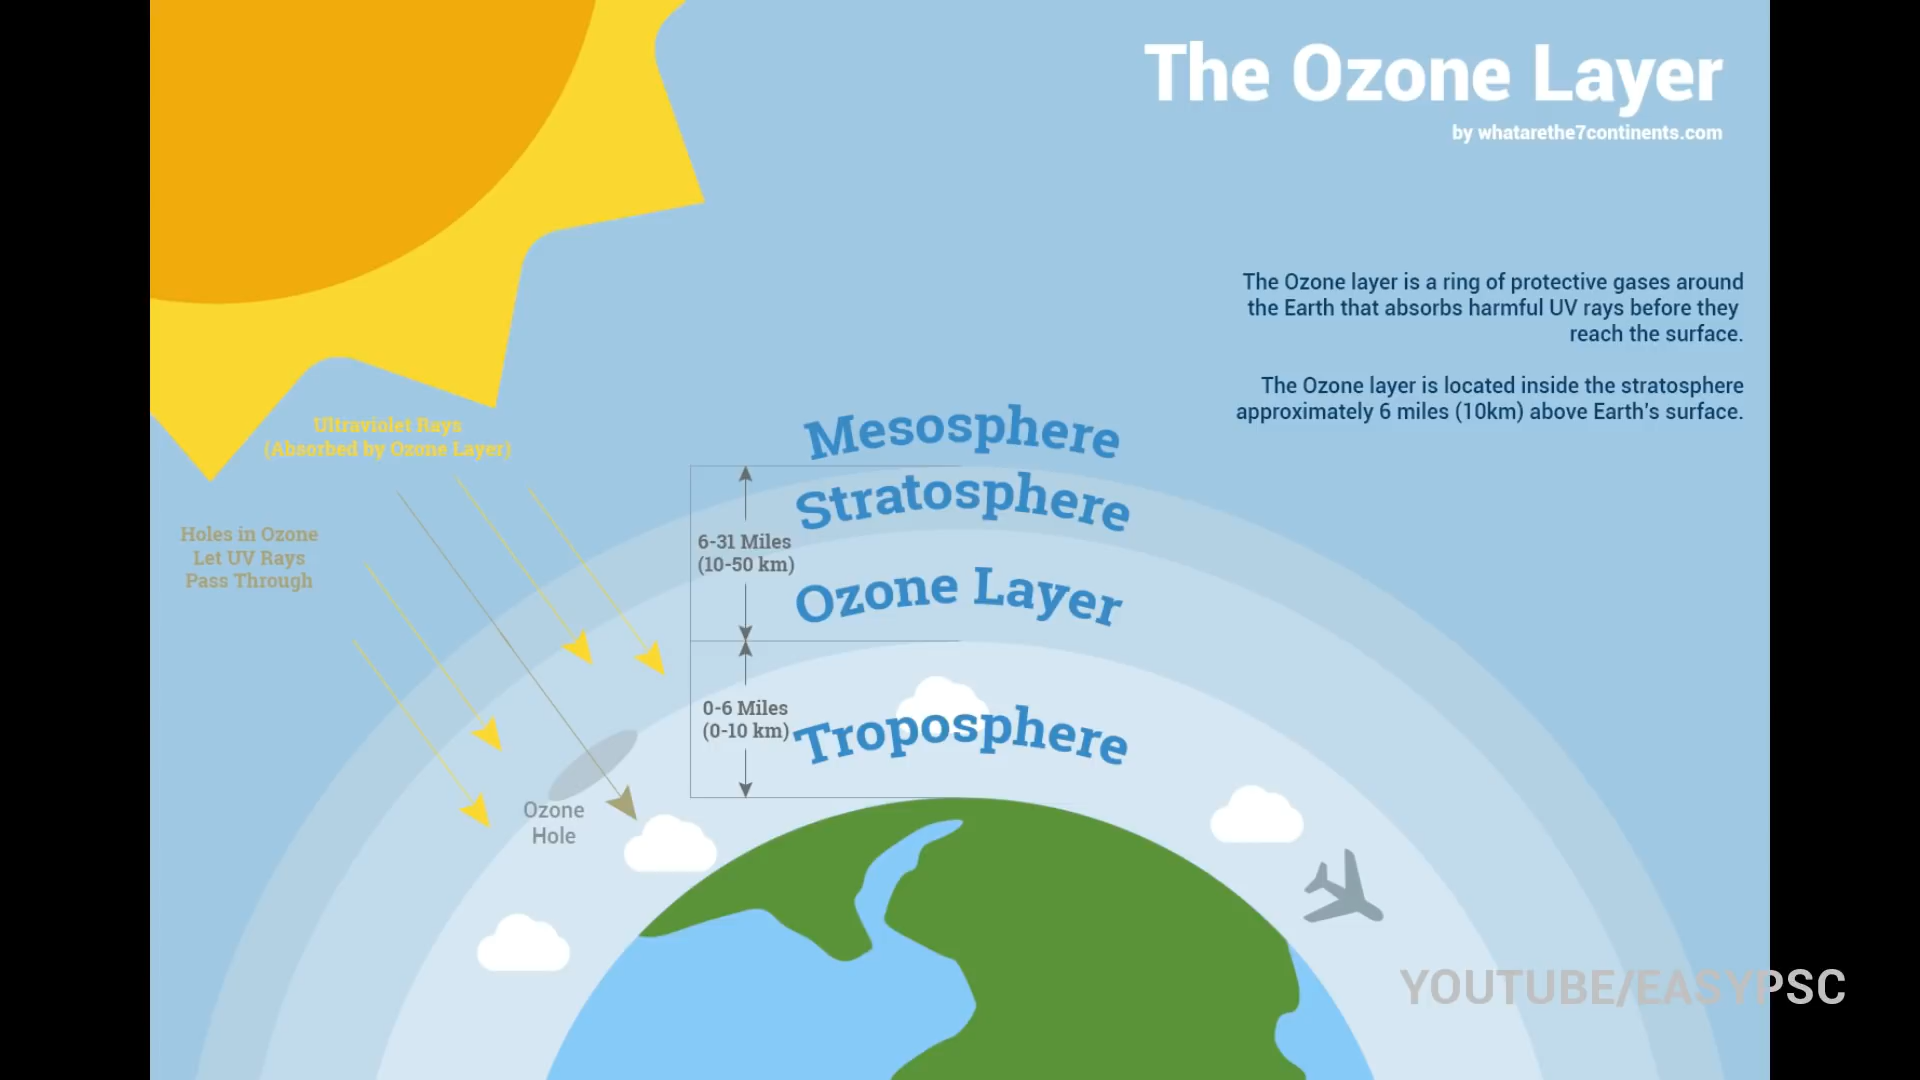 The Ozone Layer
by whatarethe7continents.com
The Ozone layer is a ring of protective gases around
the Earth that absorbs harmful UV rays before they
reach the surface.
The Ozone layer is located inside the stratosphere
approximately 6 miles (10km) above Earth's surface.
Ultraviolet Rays
(Absorbed by Ozone Layer)
Holes in Ozone
Let UV Rays
Pass Through
Mesosphere
Stratosphere
6-31 Miles
(10-50 km)
Ozone Layer
0-6 Miles
(0-10 km)
Troposphere
Ozone
Hole
YOUTUBE/EASYPSC